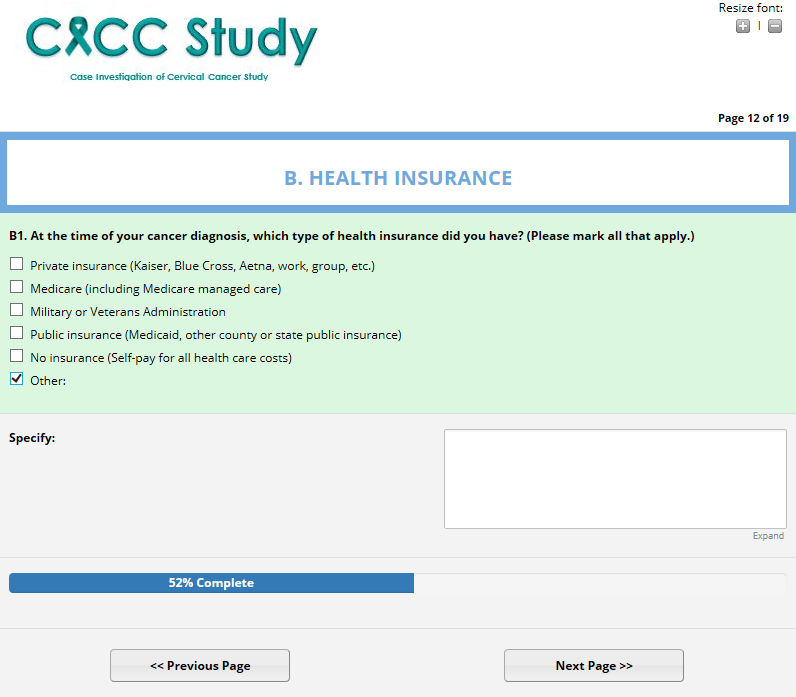 Resize font:
+ | -
CACC Study
Case Investigation of Cervical Cancer Study
Page 12 of 19
B. HEALTH INSURANCE
B1. At the time of your cancer diagnosis, which type of health insurance did you have? (Please mark all that apply.)
Private insurance (Kaiser, Blue Cross, Aetna, work, group, etc.)
Medicare (including Medicare managed care)
Military or Veterans Administration
Public insurance (Medicaid, other county or state public insurance)
No insurance (Self-pay for all health care costs)
Other:
Specify:
Expand
52% Complete
<< Previous Page
Next Page >>